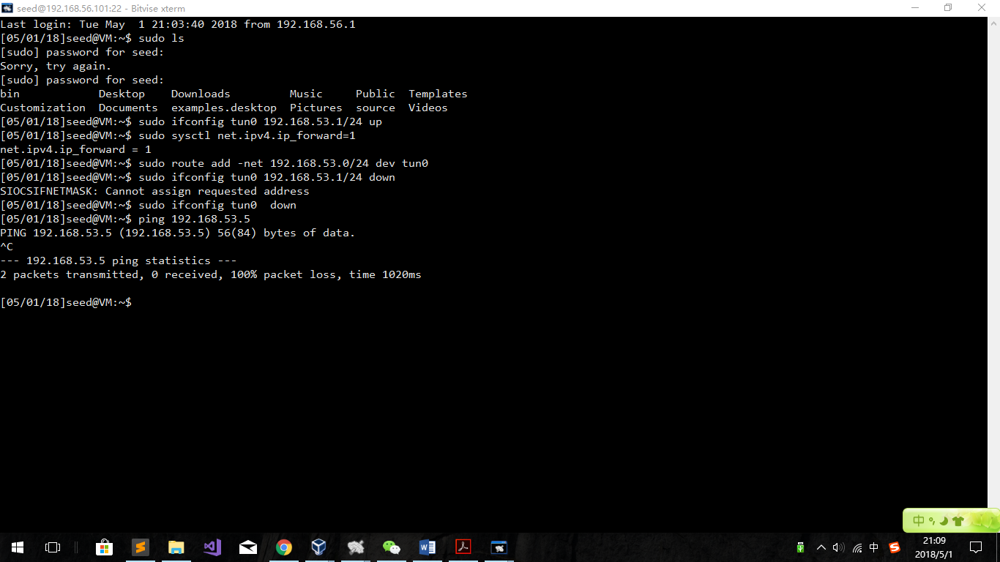 seed@192.168.56.101:22 - Bitvise xterm
Last login: Tue May  1 21:03:40 2018 from 192.168.56.1
[05/01/18]seed@VM:~$ sudo ls
[sudo] password for seed:
Sorry, try again.
[sudo] password for seed:
bin            Desktop    Downloads         Music     Public  Templates
Customization  Documents  examples.desktop  Pictures  source  Videos
[05/01/18]seed@VM:~$ sudo ifconfig tun0 192.168.53.1/24 up
[05/01/18]seed@VM:~$ sudo sysctl net.ipv4.ip_forward=1
net.ipv4.ip_forward = 1
[05/01/18]seed@VM:~$ sudo route add -net 192.168.53.0/24 dev tun0
[05/01/18]seed@VM:~$ sudo ifconfig tun0 192.168.53.1/24 down
SIOCSIFNETMASK: Cannot assign requested address
[05/01/18]seed@VM:~$ sudo ifconfig tun0  down
[05/01/18]seed@VM:~$ ping 192.168.53.5
PING 192.168.53.5 (192.168.53.5) 56(84) bytes of data.
^C
--- 192.168.53.5 ping statistics ---
2 packets transmitted, 0 received, 100% packet loss, time 1020ms
[05/01/18]seed@VM:~$
中
中
21:09
2018/5/1